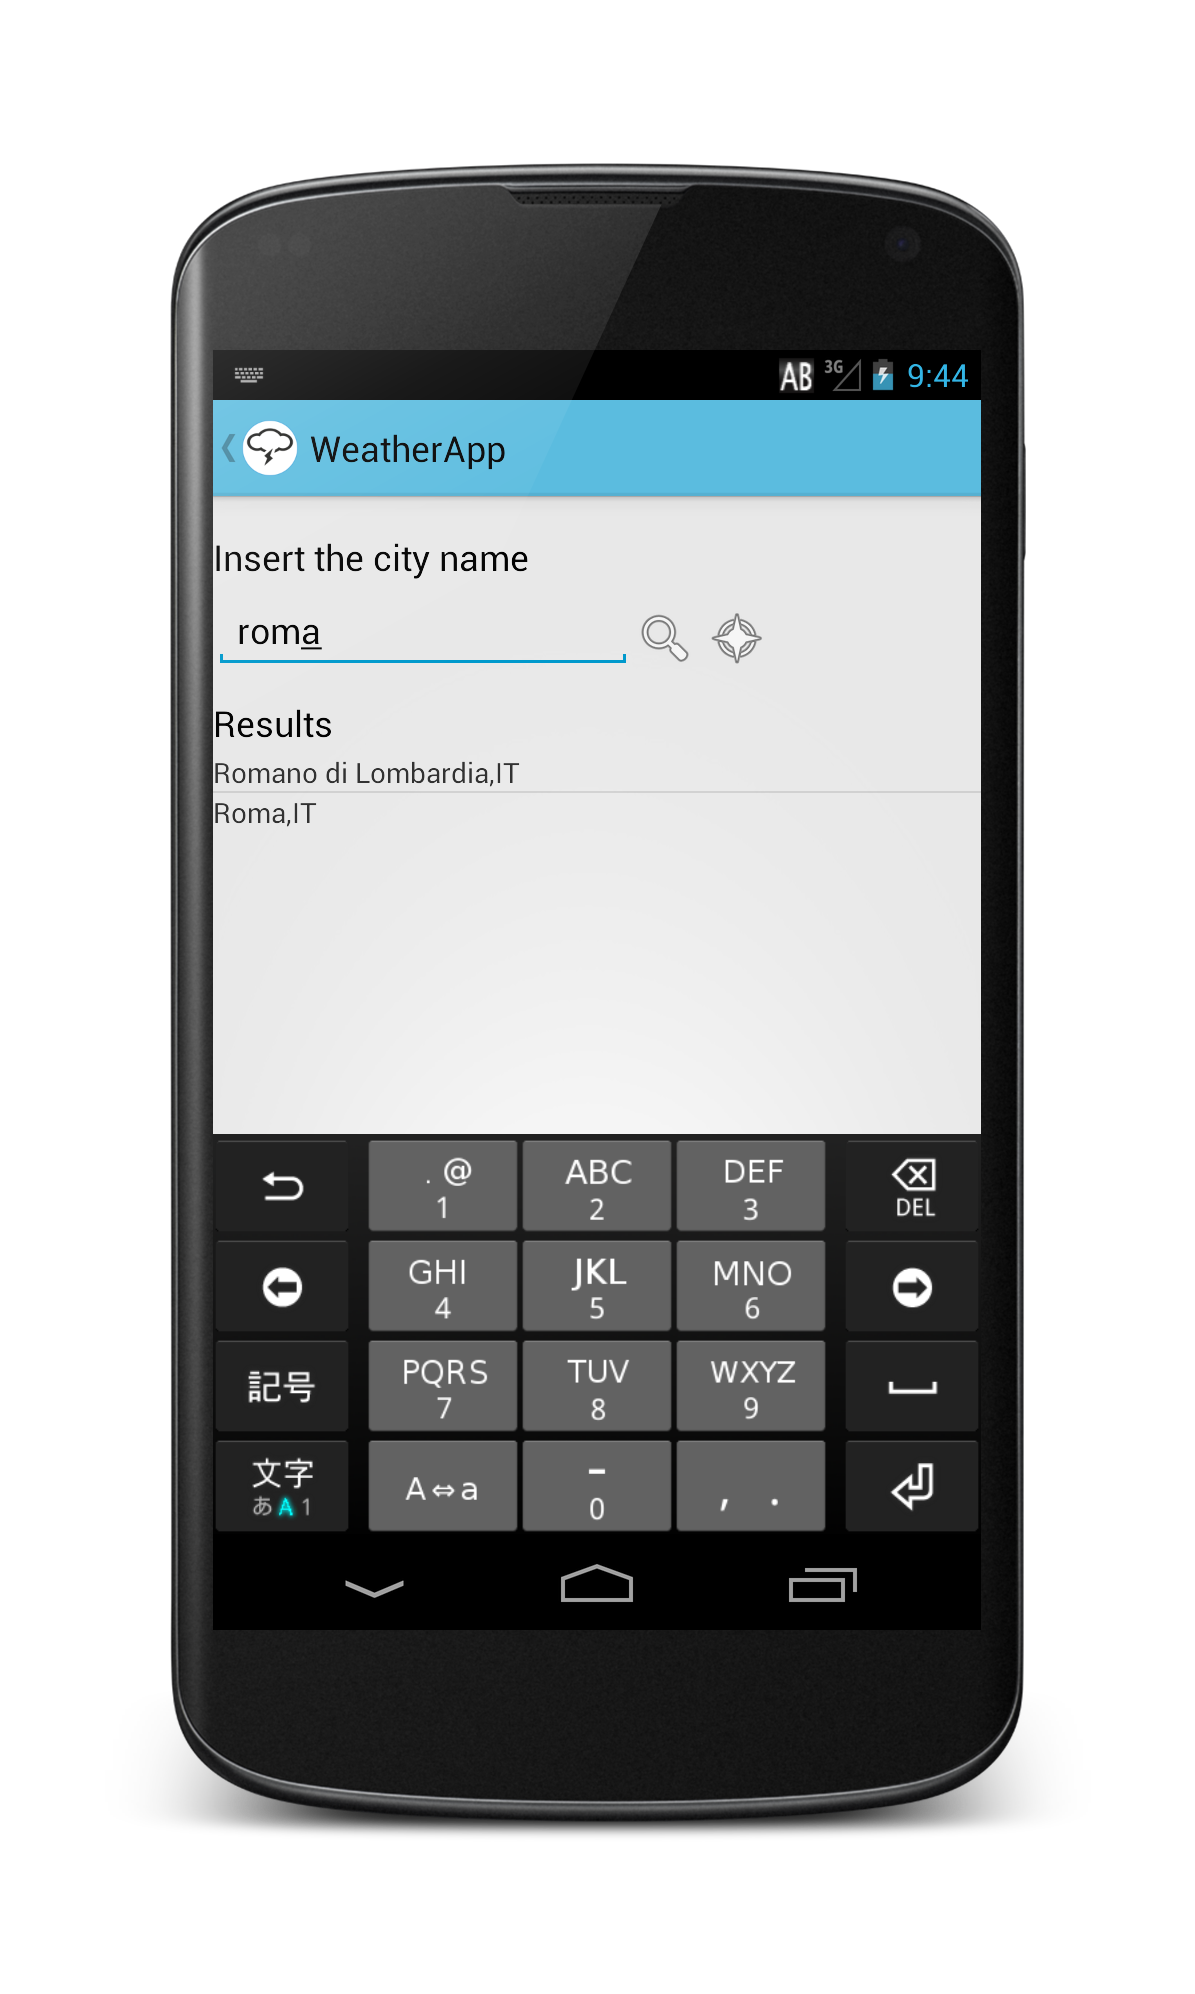 AB 3G 9:44
WeatherApp
Insert the city name
roma
Results
Romano di Lombardia,IT
Roma,IT
. @ ABC DEF
1 2 3 DEL
GHI JKL MNO
4 5 6
記号 PQRS TUV WXYZ
7 8 9
文字 A⇔a - , .
あA1 0